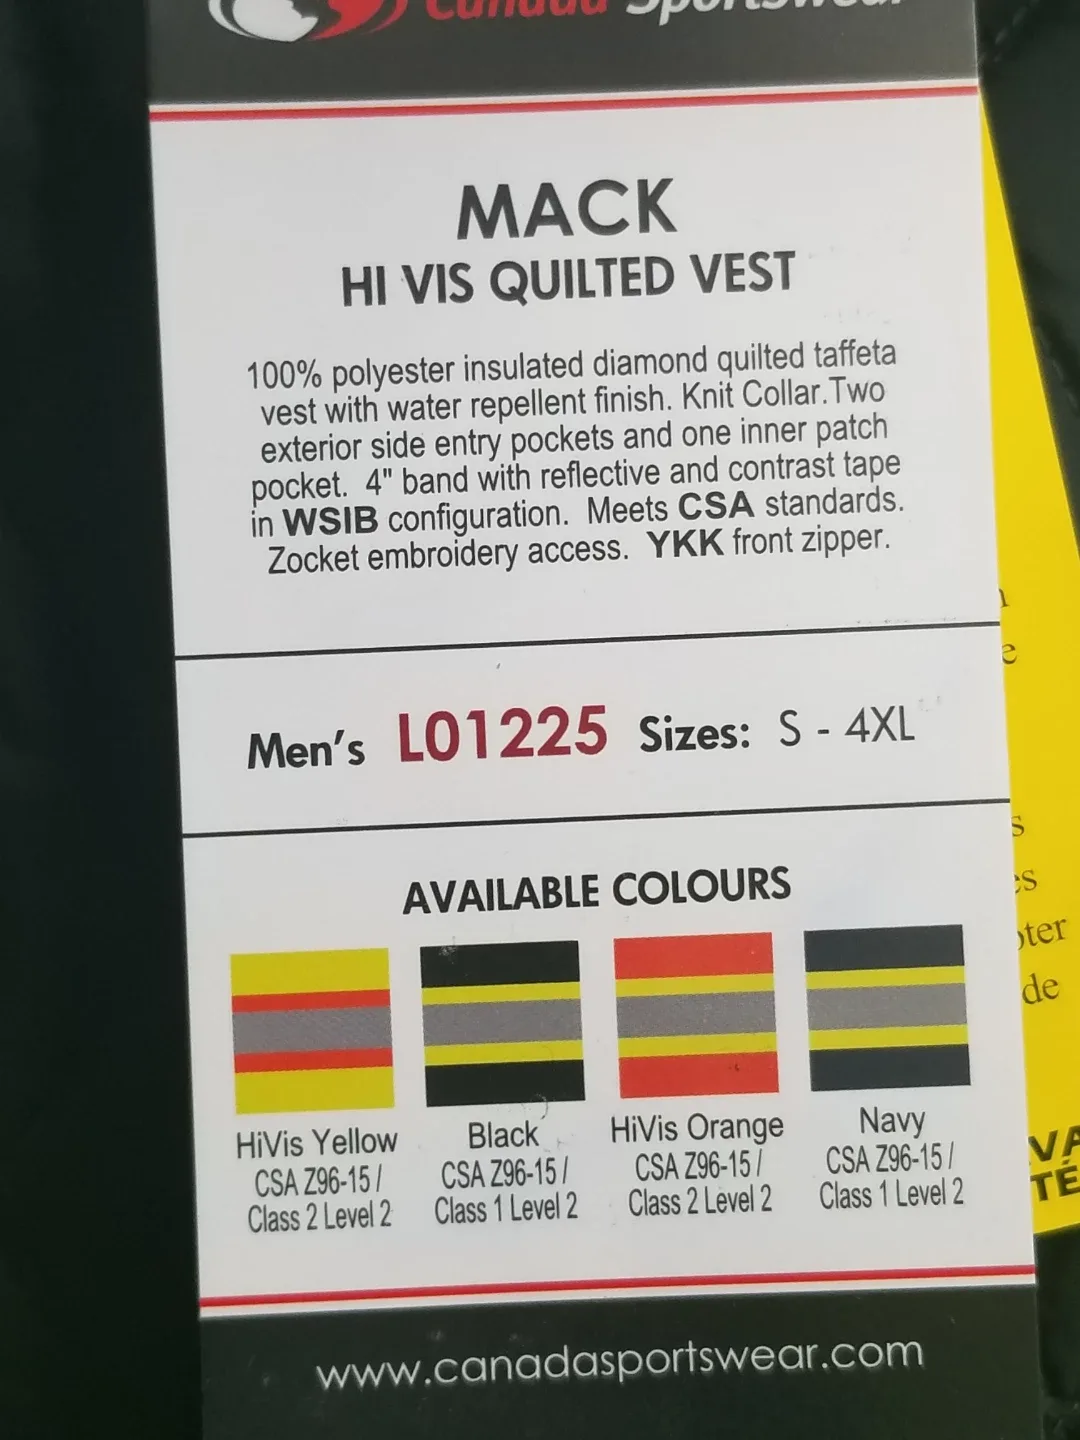 Canada Sportswear
MACK
HI VIS QUILTED VEST
100% polyester insulated diamond quilted taffeta
vest with water repellent finish. Knit Collar.Two
exterior side entry pockets and one inner patch
pocket. 4" band with reflective and contrast tape
in WSIB configuration. Meets CSA standards.
Zocket embroidery access. YKK front zipper.
Men's L01225 Sizes: S - 4XL
AVAILABLE COLOURS
HiVis Yellow
CSA Z96-15 /
Class 2 Level 2
Black
CSA Z96-15 /
Class 1 Level 2
HiVis Orange
CSA Z96-15 /
Class 2 Level 2
Navy
CSA Z96-15 /
Class 1 Level 2
www.canadasportswear.com
de